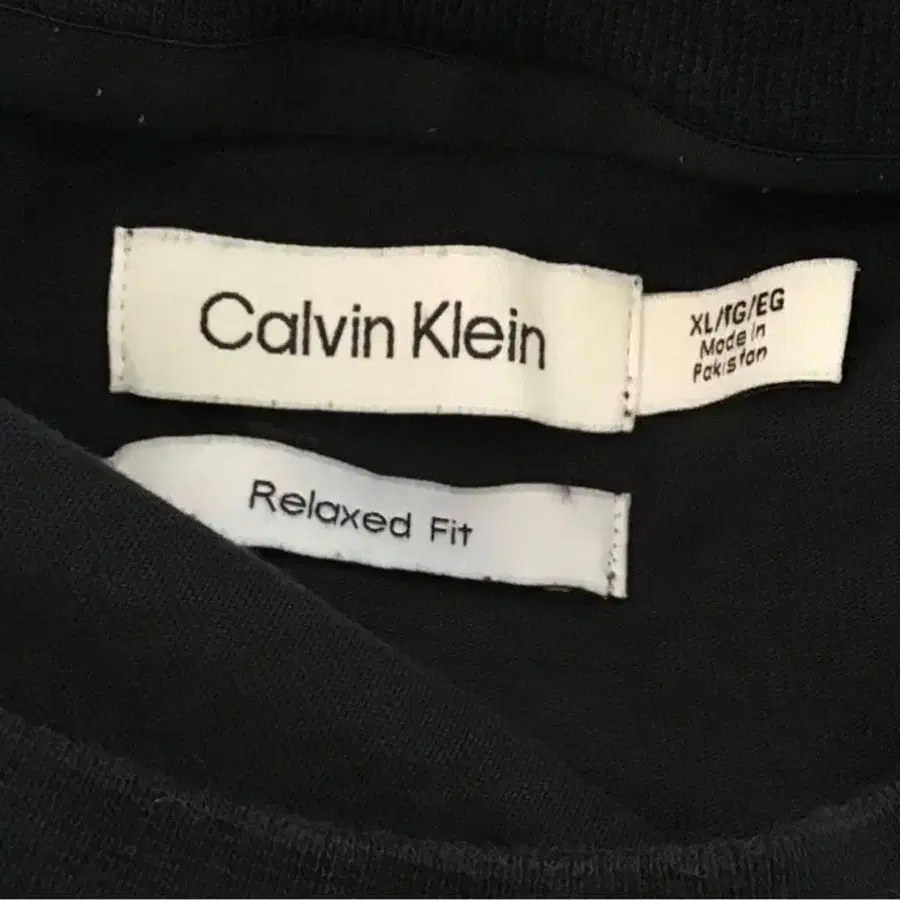 Calvin Klein
XL/TG/EG
Made in
Pakistan
Relaxed Fit